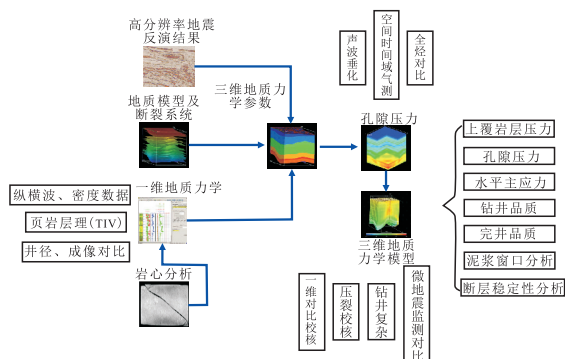 高分辨率地震
反演结果
地质模型及
断裂系统
三维地质力
学参数
一维地质力学
纵横波、密度数据
页岩层理(TIV)
井径、成像对比
岩心分析
声波垂化
空间时间域气测
全烃对比
孔隙压力
三维地质
力学模型
一维对比校核
压裂校核
钻井复杂
微地震监测对比
上覆岩层压力
孔隙压力
水平主应力
钻井品质
完井品质
泥浆窗口分析
断层稳定性分析